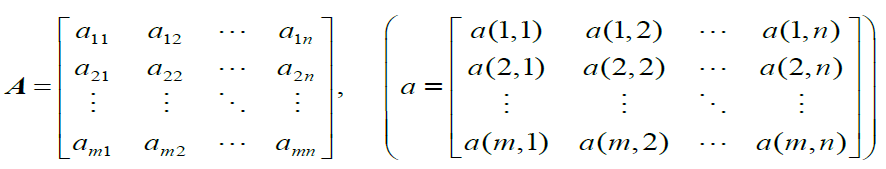 A = [ a11 a12 ⋯ a1n
a21 a22 ⋯ a2n
⋮ ⋮ ⋱ ⋮
am1 am2 ⋯ amn ],
( a = [ a(1,1) a(1,2) ⋯ a(1,n)
a(2,1) a(2,2) ⋯ a(2,n)
⋮ ⋮ ⋱ ⋮
a(m,1) a(m,2) ⋯ a(m,n) ] )